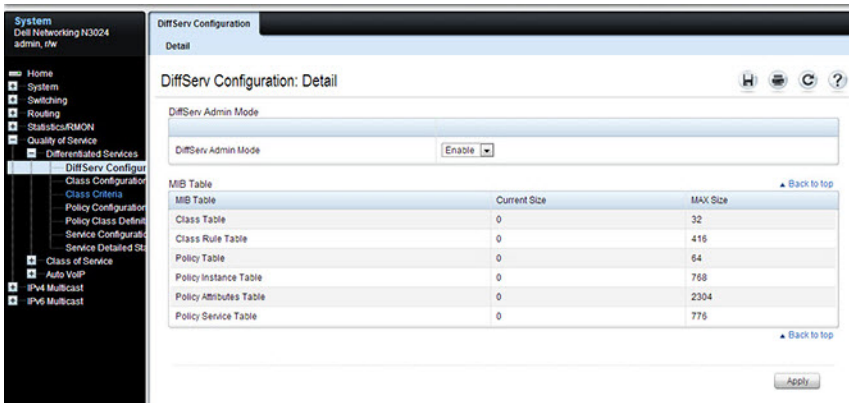 System
Dell Networking N3024
admin, r/w
Home
System
Switching
Routing
Statistics/RMON
Quality of Service
Differentiated Services
DiffServ Configur
Class Configuration
Class Criteria
Policy Configuration
Policy Class Definit
Service Configuratio
Service Detailed Sta
Class of Service
Auto VoIP
IPv4 Multicast
IPv6 Multicast
DiffServ Configuration
Detail
DiffServ Configuration: Detail
H C ?
DiffServ Admin Mode
DiffServ Admin Mode Enable
MIB Table Back to top
MIB Table Current Size MAX Size
Class Table 0 32
Class Rule Table 0 416
Policy Table 0 64
Policy Instance Table 0 768
Policy Attributes Table 0 2304
Policy Service Table 0 776
Back to top
Apply